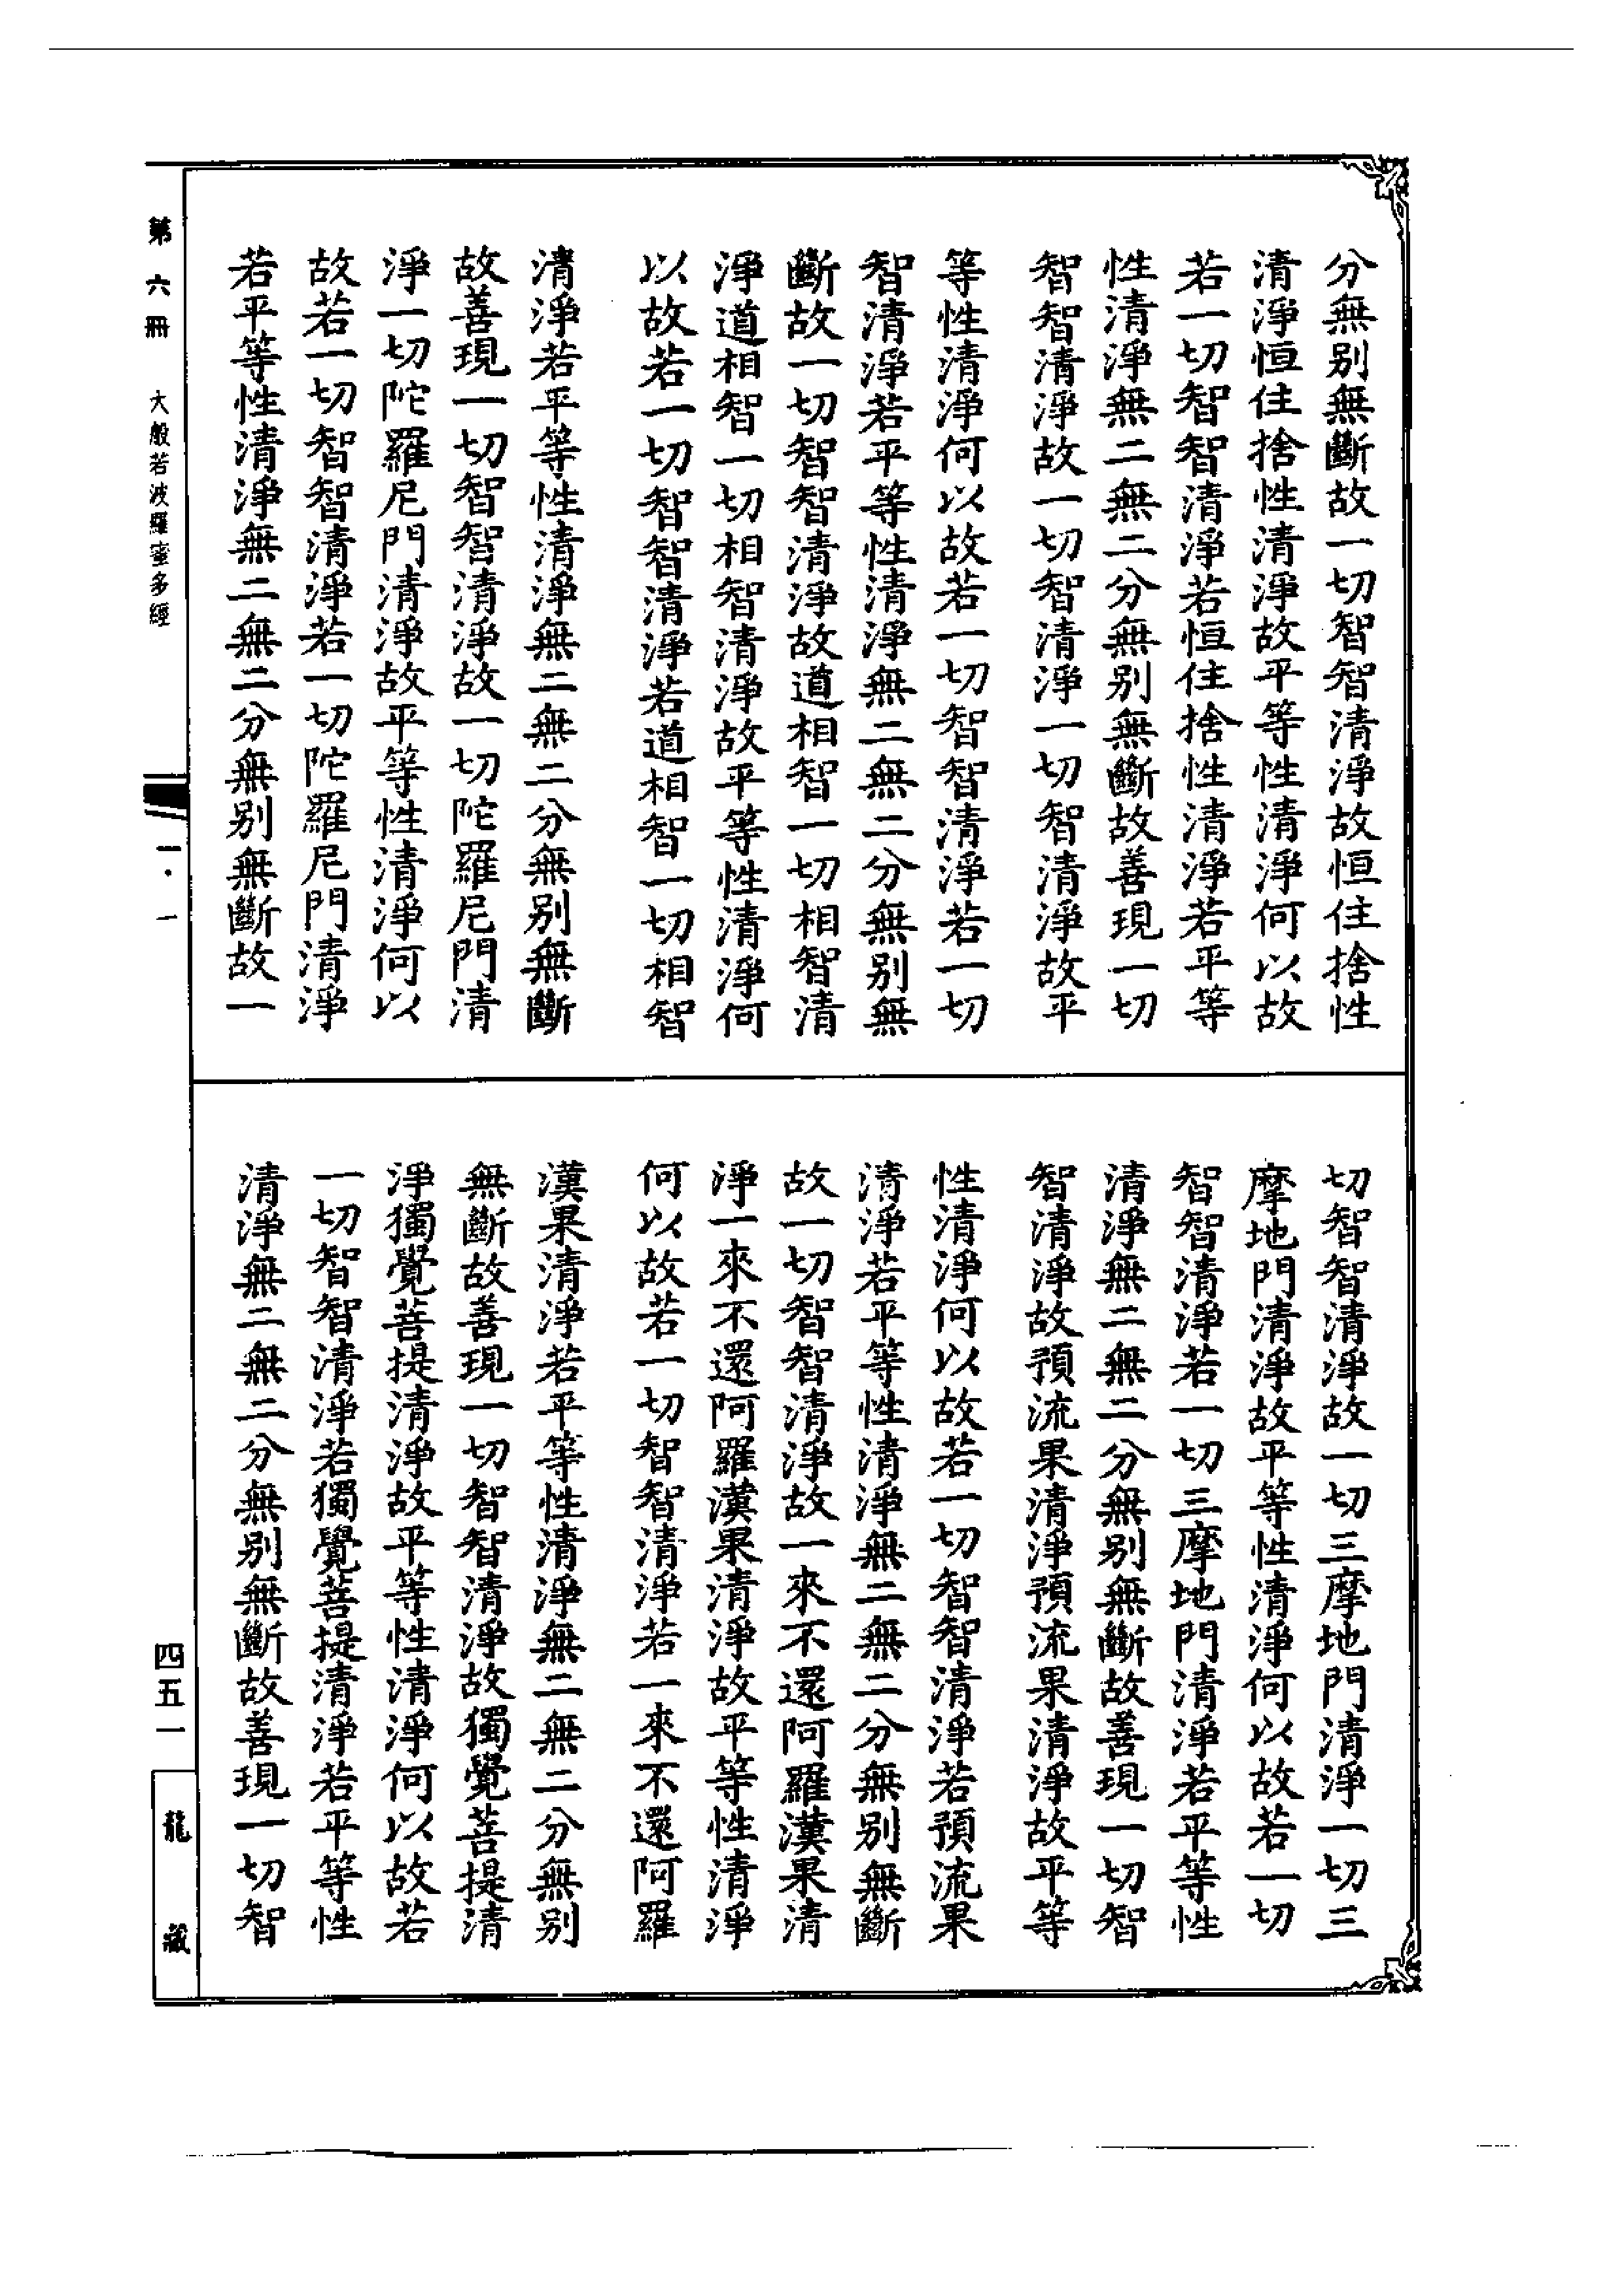 分無別無斷故一切智智清淨故恒住捨性
清淨恒住捨性清淨故平等性清淨何以故
若一切智智清淨若恒住捨性清淨若平等
性清淨無二無二分無別無斷故善現一切
智智清淨故一切智清淨一切智清淨故平
等性清淨何以故若一切智智清淨若一切
智清淨若平等性清淨無二無二分無別無
斷故一切智智清淨故道相智一切相智清
淨道相智一切相智清淨故平等性清淨何
以故若一切智智清淨若道相智一切相智
清淨若平等性清淨無二無二分無別無斷
故善現一切智智清淨故一切陀羅尼門清
淨一切陀羅尼門清淨故平等性清淨何以
故若一切智智清淨若一切陀羅尼門清淨
若平等性清淨無二無二分無別無斷故一
切智智清淨故一切三摩地門清淨一切三
摩地門清淨故平等性清淨何以故若一切
智智清淨若一切三摩地門清淨若平等性
清淨無二無二分無別無斷故善現一切智
智清淨故預流果清淨預流果清淨故平等
性清淨何以故若一切智智清淨若預流果
清淨若平等性清淨無二無二分無別無斷
故一切智智清淨故一來不還阿羅漢果清
淨一來不還阿羅漢果清淨故平等性清淨
何以故若一切智智清淨若一來不還阿羅
漢果清淨若平等性清淨無二無二分無別
無斷故善現一切智智清淨故獨覺菩提清
淨獨覺菩提清淨故平等性清淨何以故若
一切智智清淨若獨覺菩提清淨若平等性
清淨無二無二分無別無斷故善現一切智
第六冊 大般若波羅蜜多經 一·一
四五一
龍藏